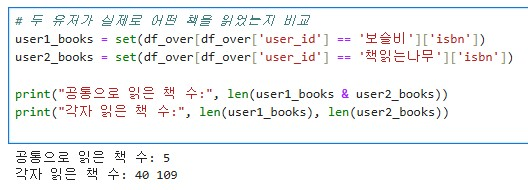 # 두 유저가 실제로 어떤 책을 읽었는지 비교
user1_books = set(df_over[df_over['user_id'] == '보슬비']['isbn'])
user2_books = set(df_over[df_over['user_id'] == '책읽는나무']['isbn'])
print("공통으로 읽은 책 수:", len(user1_books & user2_books))
print("각자 읽은 책 수:", len(user1_books), len(user2_books))
공통으로 읽은 책 수: 5
각자 읽은 책 수: 40 109